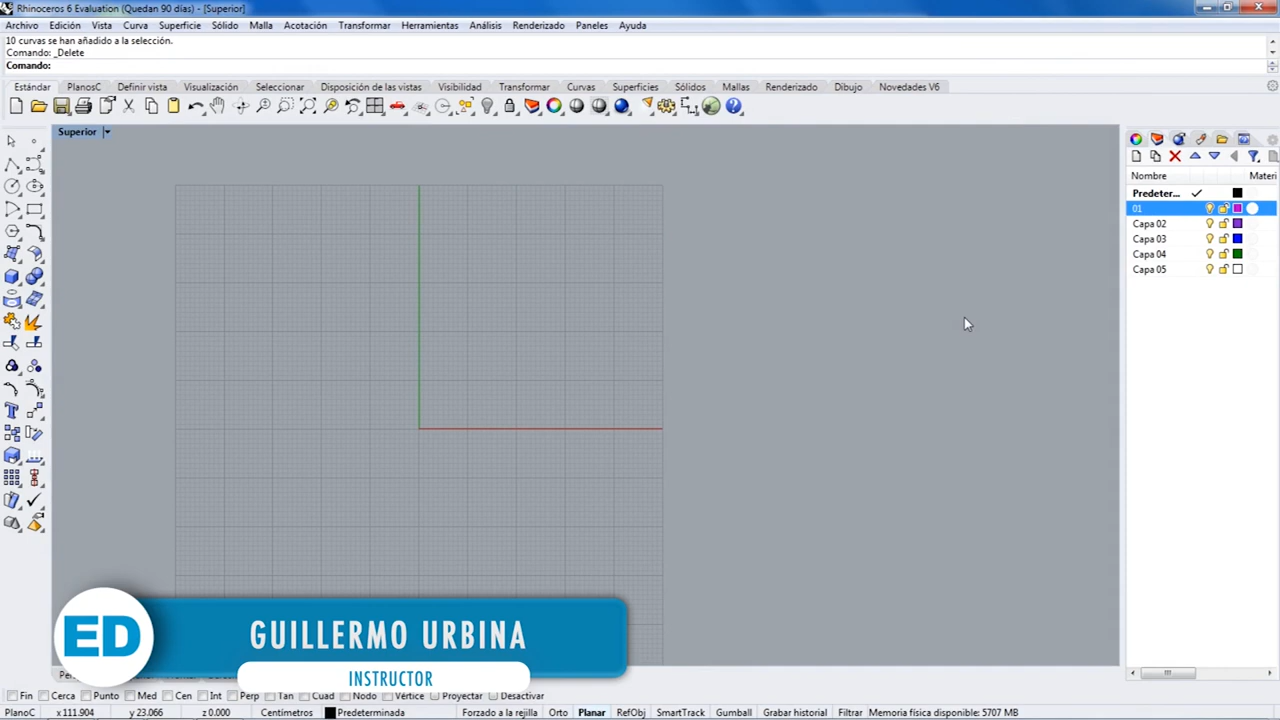 Rhinoceros 6 Evaluation (Quedan 90 días) - [Superior]
Archivo Edición Vista Curva Superficie Sólido Malla Acotación Transformar Herramientas Análisis Renderizado Paneles Ayuda
10 curvas se han añadido a la selección.
Comando: _Delete
Comando:
Estándar PlanosC Definir vista Visualización Seleccionar Disposición de las vistas Visibilidad Transformar Curvas Superficies Sólidos Mallas Renderizado Dibujo Novedades V6
Superior
Nombre Materi
Predeter...
01
Capa 02
Capa 03
Capa 04
Capa 05
ED
GUILLERMO URBINA
INSTRUCTOR
Fin Cerca Punto Med Cen Int Perp Tan Cuad Nodo Vértice Proyectar Desactivar
PlanoC x111.904 y 23.066 z 0.000 Centímetros Predeterminada Forzado a la rejilla Orto Planar RefObj SmartTrack Gumball Grabar historial Filtrar Memoria física disponible: 5707 MB